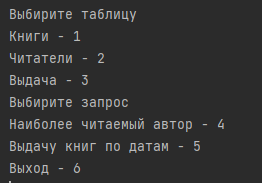 Выбирите таблицу
Книги - 1
Читатели - 2
Выдача - 3
Выбирите запрос
Наиболее читаемый автор - 4
Выдачу книг по датам - 5
Выход - 6